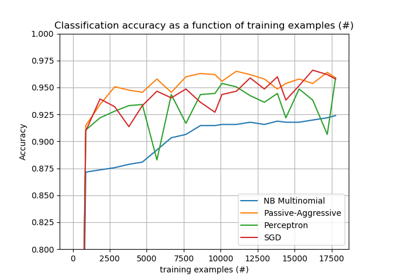 Classification accuracy as a function of training examples (#)
1.000
0.975
0.950
0.925
0.900
0.875
0.850
0.825
0.800
Accuracy
NB Multinomial
Passive-Aggressive
Perceptron
SGD
0 2500 5000 7500 10000 12500 15000 17500
training examples (#)